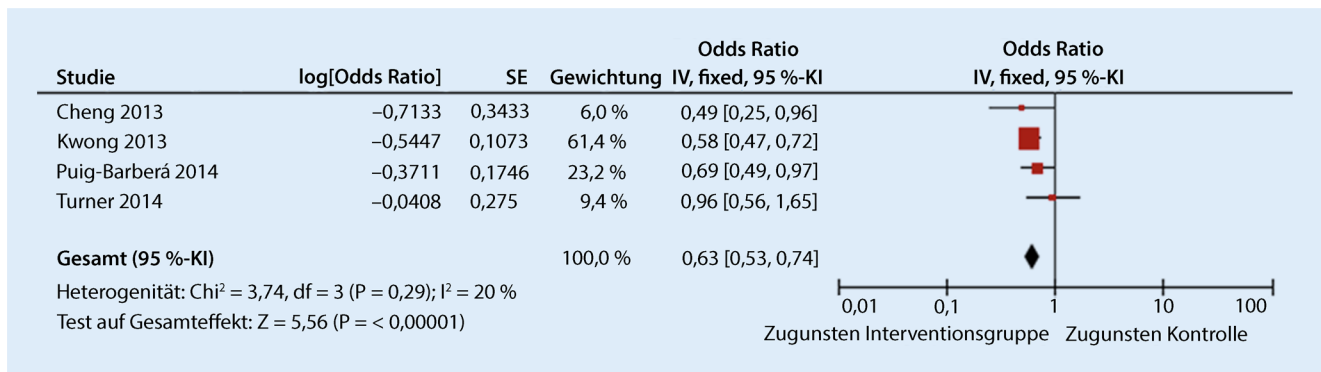 Odds Ratio Odds Ratio
Studie log[Odds Ratio] SE Gewichtung IV, fixed, 95 %-KI IV, fixed, 95 %-KI
Cheng 2013 –0,7133 0,3433 6,0 % 0,49 [0,25, 0,96]
Kwong 2013 –0,5447 0,1073 61,4 % 0,58 [0,47, 0,72]
Puig-Barberá 2014 –0,3711 0,1746 23,2 % 0,69 [0,49, 0,97]
Turner 2014 –0,0408 0,275 9,4 % 0,96 [0,56, 1,65]
Gesamt (95 %-KI) 100,0 % 0,63 [0,53, 0,74]
Heterogenität: Chi² = 3,74, df = 3 (P = 0,29); I² = 20 %
Test auf Gesamteffekt: Z = 5,56 (P = < 0,00001)
0,01 0,1 1 10 100
Zugunsten Interventionsgruppe Zugunsten Kontrolle